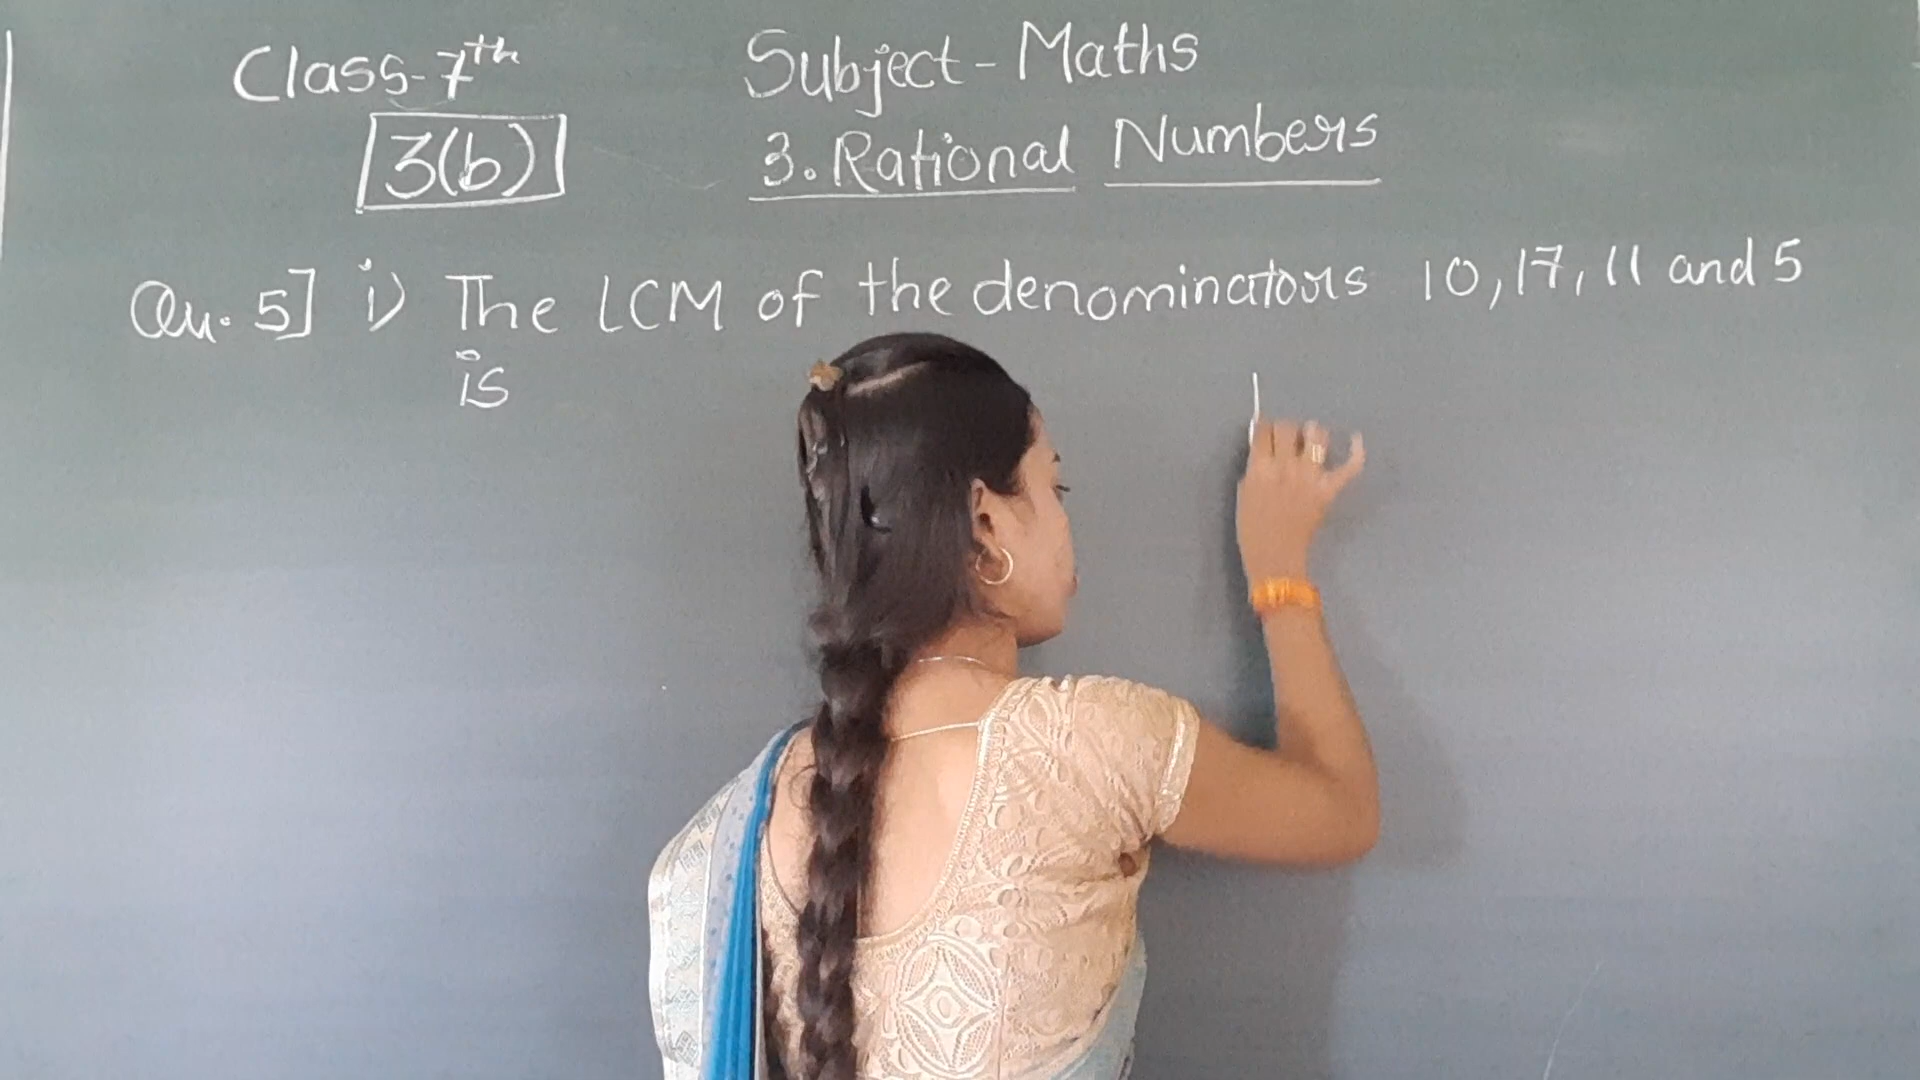 Class-7th Subject-Maths
3(b) 3. Rational Numbers
Qu. 5] i) The LCM of the denominators 10, 17, 11 and 5
is